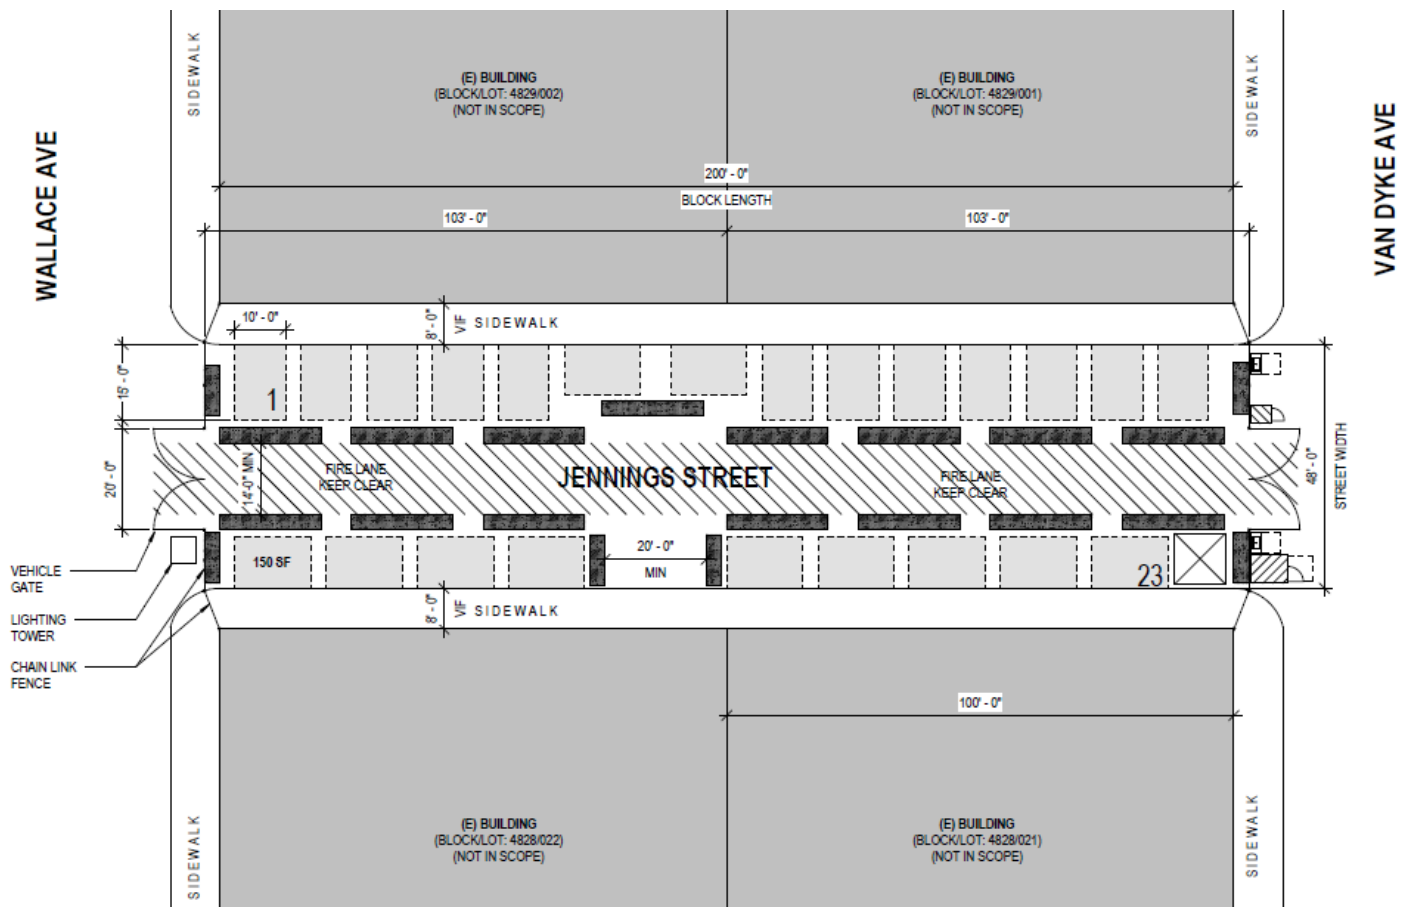 SIDEWALK
(E) BUILDING
(BLOCK/LOT: 4829/002)
(NOT IN SCOPE)
(E) BUILDING
(BLOCK/LOT: 4829/001)
(NOT IN SCOPE)
SIDEWALK
WALLACE AVE
VAN DYKE AVE
200' - 0"
BLOCK LENGTH
103' - 0"
103' - 0"
10' - 0"
8' - 0"
VIF SIDEWALK
15' - 0"
1
20' - 0"
14'-0" MIN
FIRE LANE
KEEP CLEAR
JENNINGS STREET
FIRE LANE
KEEP CLEAR
48' - 0"
STREET WIDTH
150 SF
20' - 0"
MIN
23
VEHICLE
GATE
LIGHTING
TOWER
CHAIN LINK
FENCE
8' - 0"
VIF SIDEWALK
100' - 0"
SIDEWALK
(E) BUILDING
(BLOCK/LOT: 4828/022)
(NOT IN SCOPE)
(E) BUILDING
(BLOCK/LOT: 4828/021)
(NOT IN SCOPE)
SIDEWALK